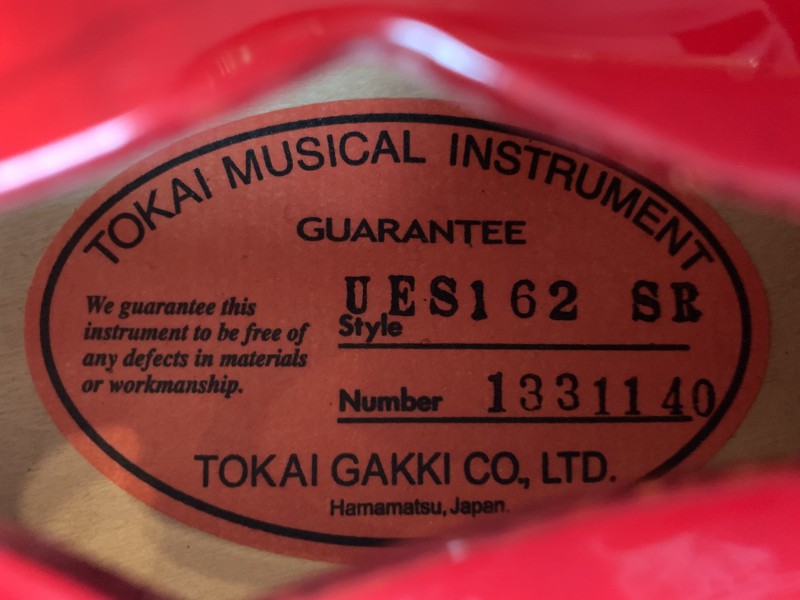 TOKAI MUSICAL INSTRUMENT
GUARANTEE
We guarantee this
instrument to be free of
any defects in materials
or workmanship.
Style UES162 SR
Number 1331140
TOKAI GAKKI CO., LTD.
Hamamatsu, Japan.